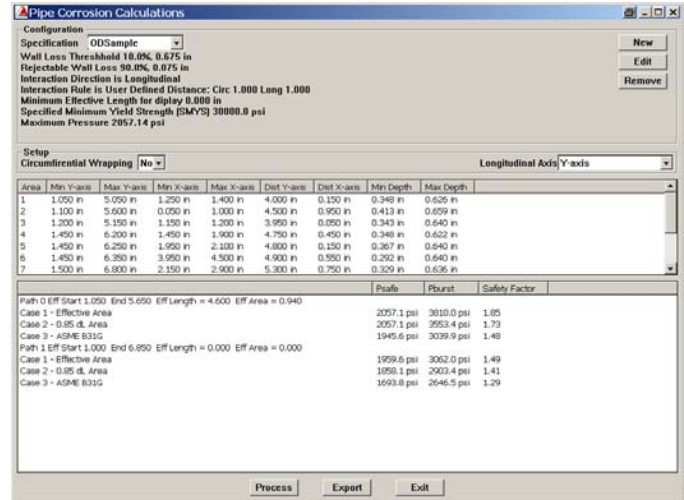 Pipe Corrosion Calculations
Configuration
Specification ODSample
New
Wall Loss Threshhold 10.0%, 0.675 in
Edit
Rejectable Wall Loss 90.0%, 0.075 in
Interaction Direction is Longitudinal
Remove
Interaction Rule is User Defined Distance: Circ 1.000 Long 1.000
Minimum Effective Length for diplay 0.000 in
Specified Minimum Yield Strength (SMYS) 30000.0 psi
Maximum Pressure 2057.14 psi
Setup
Circumfirential Wrapping No
Longitudinal Axis Y-axis
Area Min Y-axis Max Y-axis Min X-axis Max X-axis Dist Y-axis Dist X-axis Min Depth Max Depth
1 1.050 in 5.050 in 1.250 in 1.400 in 4.000 in 0.150 in 0.348 in 0.626 in
2 1.100 in 5.600 in 0.050 in 1.000 in 4.500 in 0.950 in 0.413 in 0.659 in
3 1.200 in 5.150 in 1.150 in 1.200 in 3.950 in 0.050 in 0.343 in 0.640 in
4 1.450 in 6.200 in 1.450 in 1.900 in 4.750 in 0.450 in 0.348 in 0.622 in
5 1.450 in 6.250 in 1.950 in 2.100 in 4.800 in 0.150 in 0.367 in 0.640 in
6 1.450 in 6.350 in 3.950 in 4.500 in 4.900 in 0.550 in 0.292 in 0.640 in
7 1.500 in 6.800 in 2.150 in 2.900 in 5.300 in 0.750 in 0.329 in 0.636 in
Psafe Pburst Safety Factor
Path 0 Eff Start 1.050 End 5.650 Eff Length = 4.600 Eff Area = 0.940
Case 1 - Effective Area 2057.1 psi 3810.0 psi 1.85
Case 2 - 0.85 dL Area 2057.1 psi 3553.4 psi 1.73
Case 3 - ASME B31G 1945.6 psi 3039.9 psi 1.48
Path 1 Eff Start 1.000 End 6.850 Eff Length = 0.000 Eff Area = 0.000
Case 1 - Effective Area 1959.6 psi 3062.0 psi 1.49
Case 2 - 0.85 dL Area 1858.1 psi 2903.4 psi 1.41
Case 3 - ASME B31G 1693.8 psi 2646.5 psi 1.29
Process Export Exit